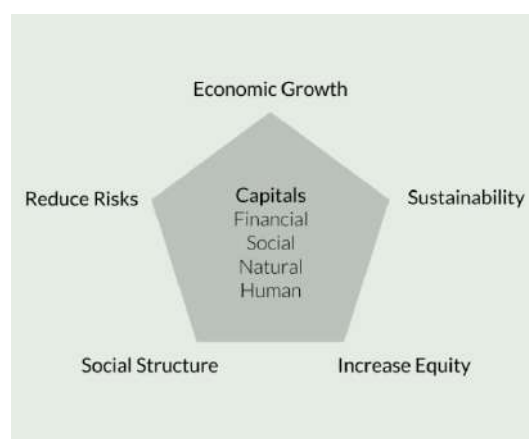 Economic Growth
Reduce Risks
Sustainability
Capitals
Financial
Social
Natural
Human
Social Structure
Increase Equity